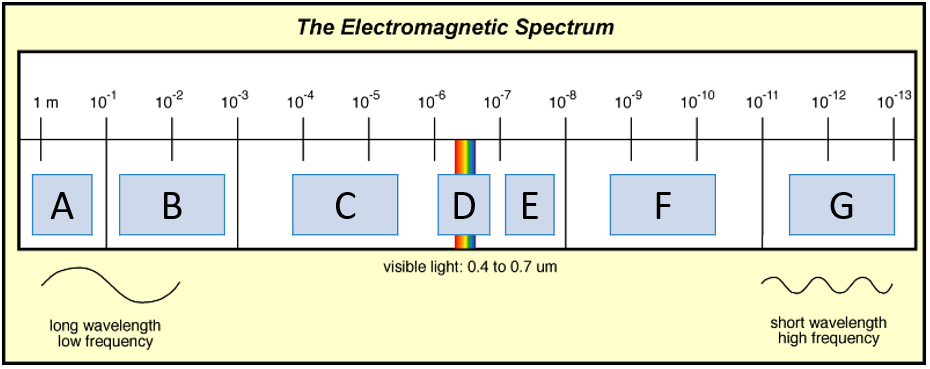 The Electromagnetic Spectrum
1 m 10⁻¹ 10⁻² 10⁻³ 10⁻⁴ 10⁻⁵ 10⁻⁶ 10⁻⁷ 10⁻⁸ 10⁻⁹ 10⁻¹⁰ 10⁻¹¹ 10⁻¹² 10⁻¹³
A B C D E F G
visible light: 0.4 to 0.7 um
long wavelength
low frequency
short wavelength
high frequency